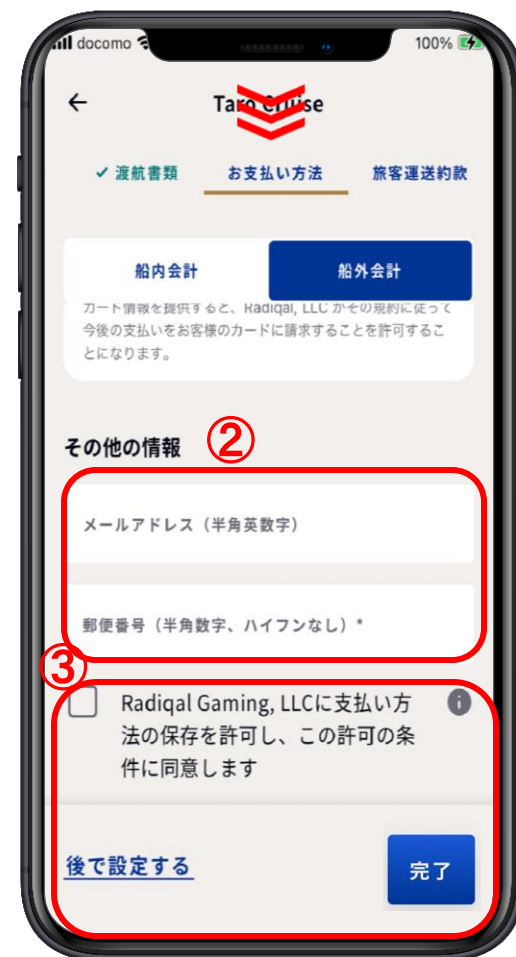 docomo
100%
Taro Cruise
渡航書類
お支払い方法
旅客運送約款
船内会計
船外会計
カード情報を提供すると、Radiqal, LLC がその規約に従って
今後の支払いをお客様のカードに請求することを許可するこ
とになります。
その他の情報
②
メールアドレス（半角英数字）
郵便番号（半角数字、ハイフンなし）*
③
Radiqal Gaming, LLCに支払い方
法の保存を許可し、この許可の条
件に同意します
後で設定する
完了